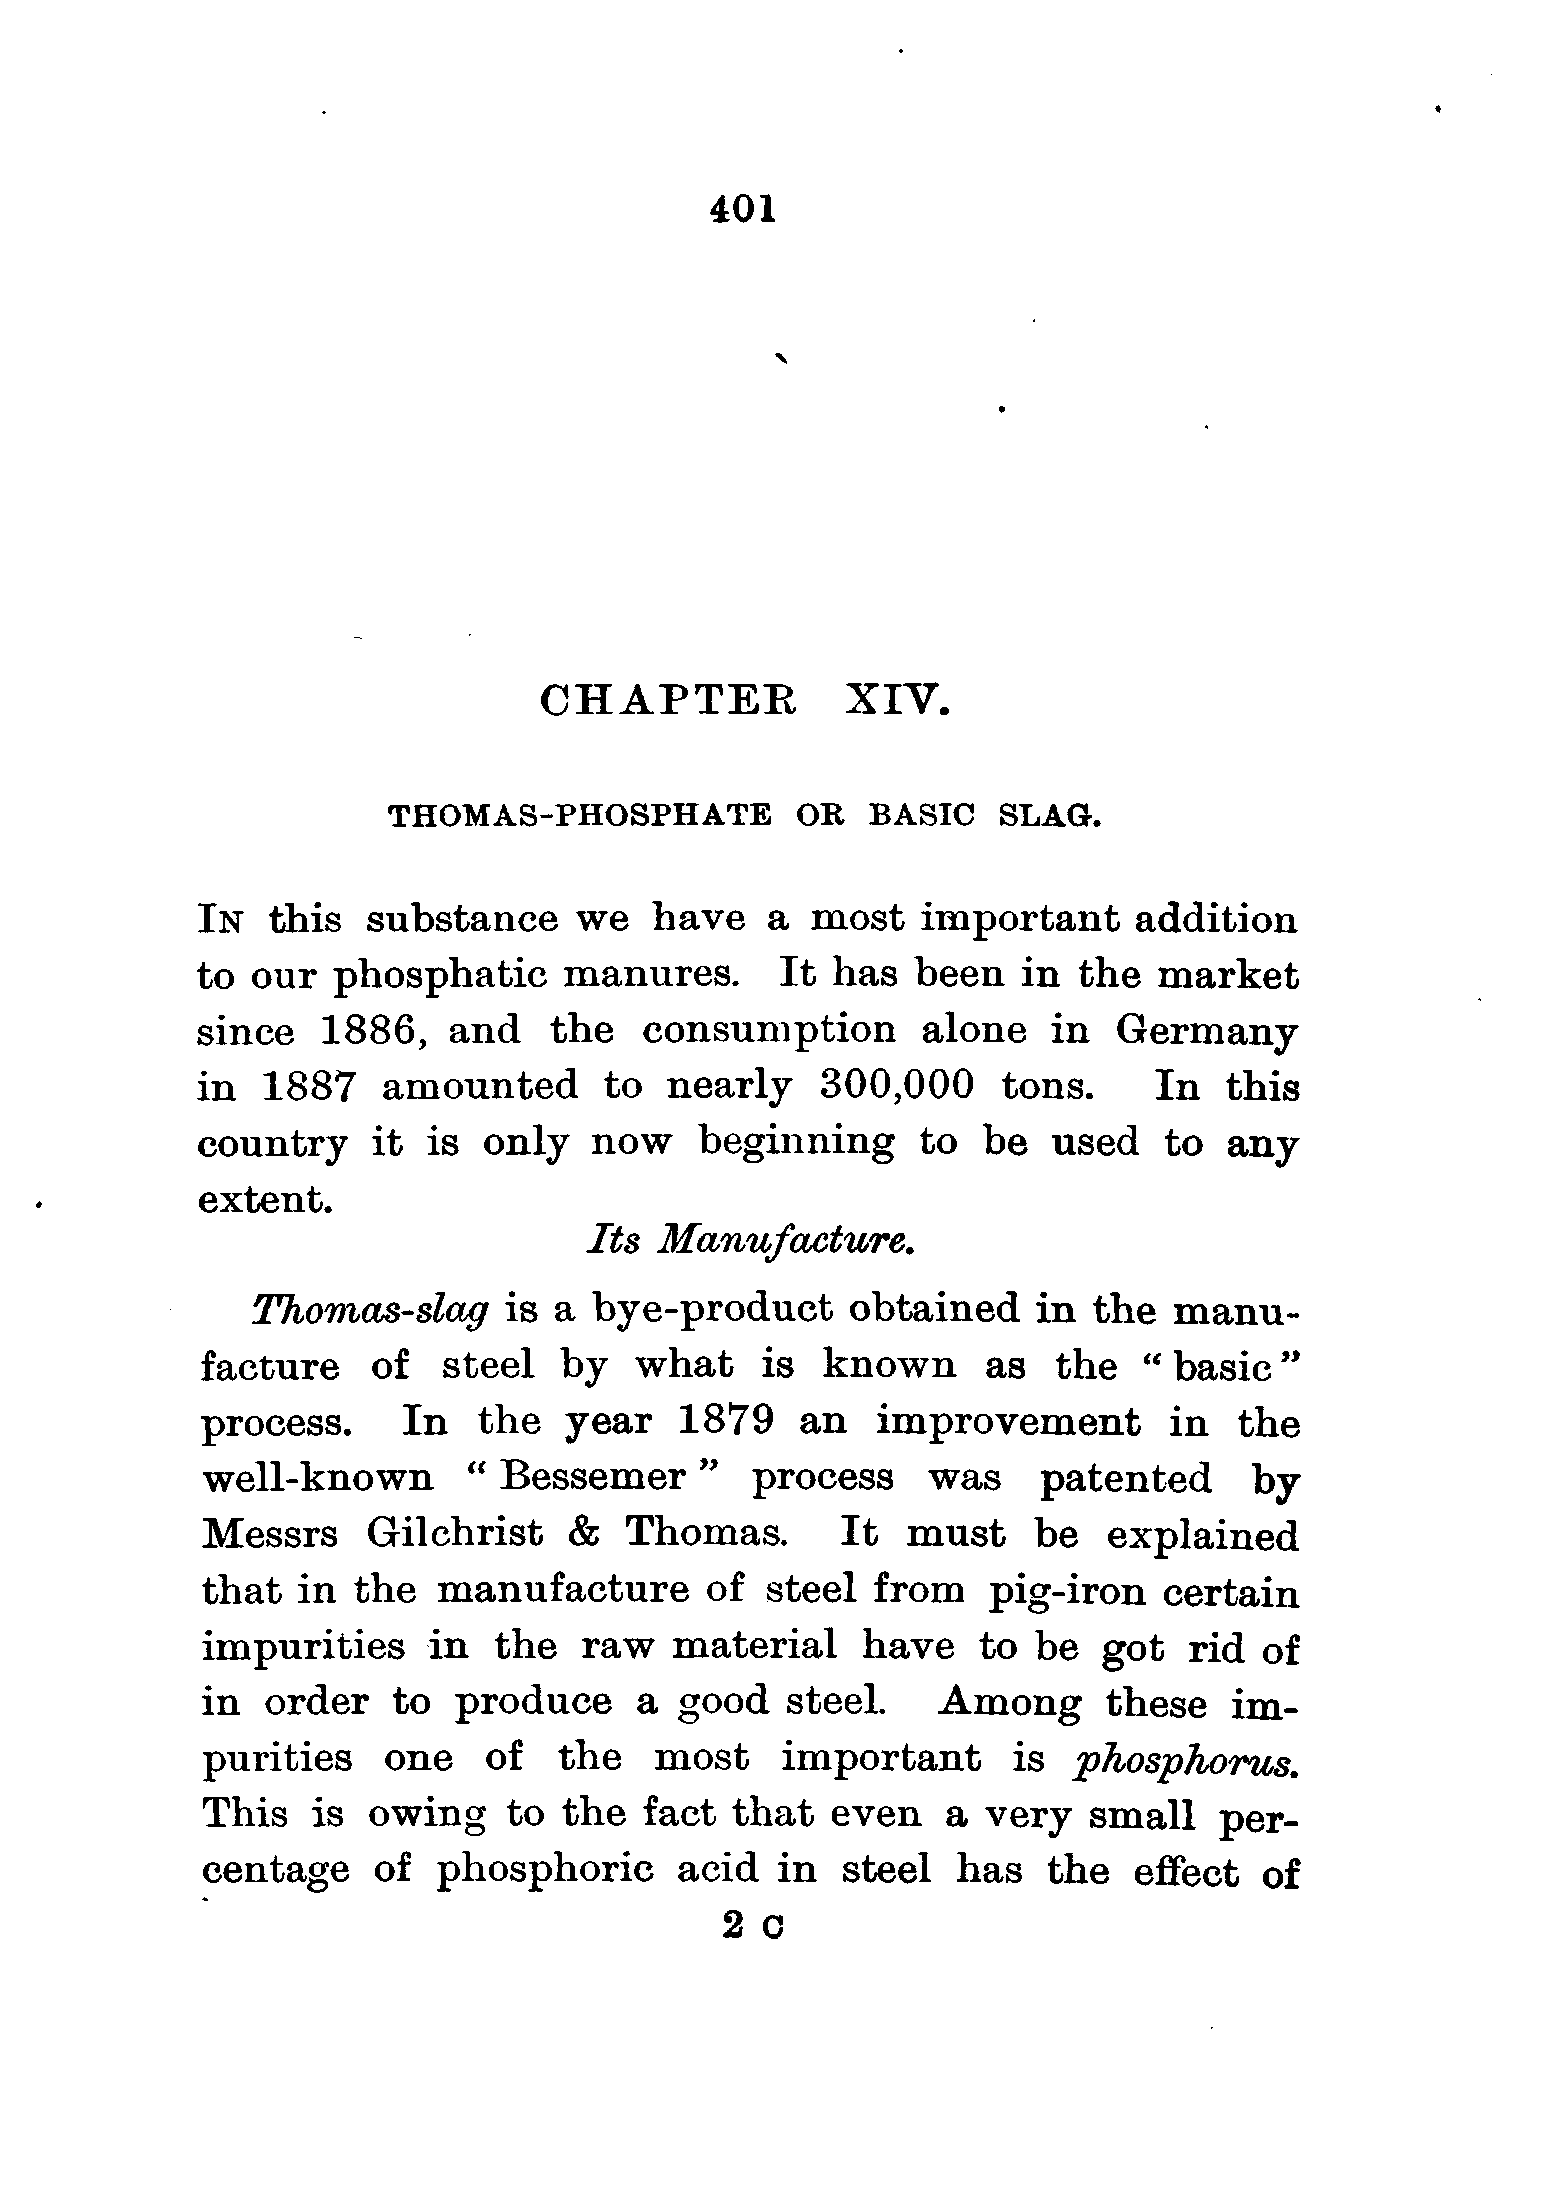 401
CHAPTER XIV.
THOMAS-PHOSPHATE OR BASIC SLAG.
IN this substance we have a most important addition
to our phosphatic manures. It has been in the market
since 1886, and the consumption alone in Germany
in 1887 amounted to nearly 300,000 tons. In this
country it is only now beginning to be used to any
extent.
Its Manufacture.
Thomas-slag is a bye-product obtained in the manu-
facture of steel by what is known as the “basic”
process. In the year 1879 an improvement in the
well-known “Bessemer” process was patented by
Messrs Gilchrist & Thomas. It must be explained
that in the manufacture of steel from pig-iron certain
impurities in the raw material have to be got rid of
in order to produce a good steel. Among these im-
purities one of the most important is phosphorus.
This is owing to the fact that even a very small per-
centage of phosphoric acid in steel has the effect of
2 C